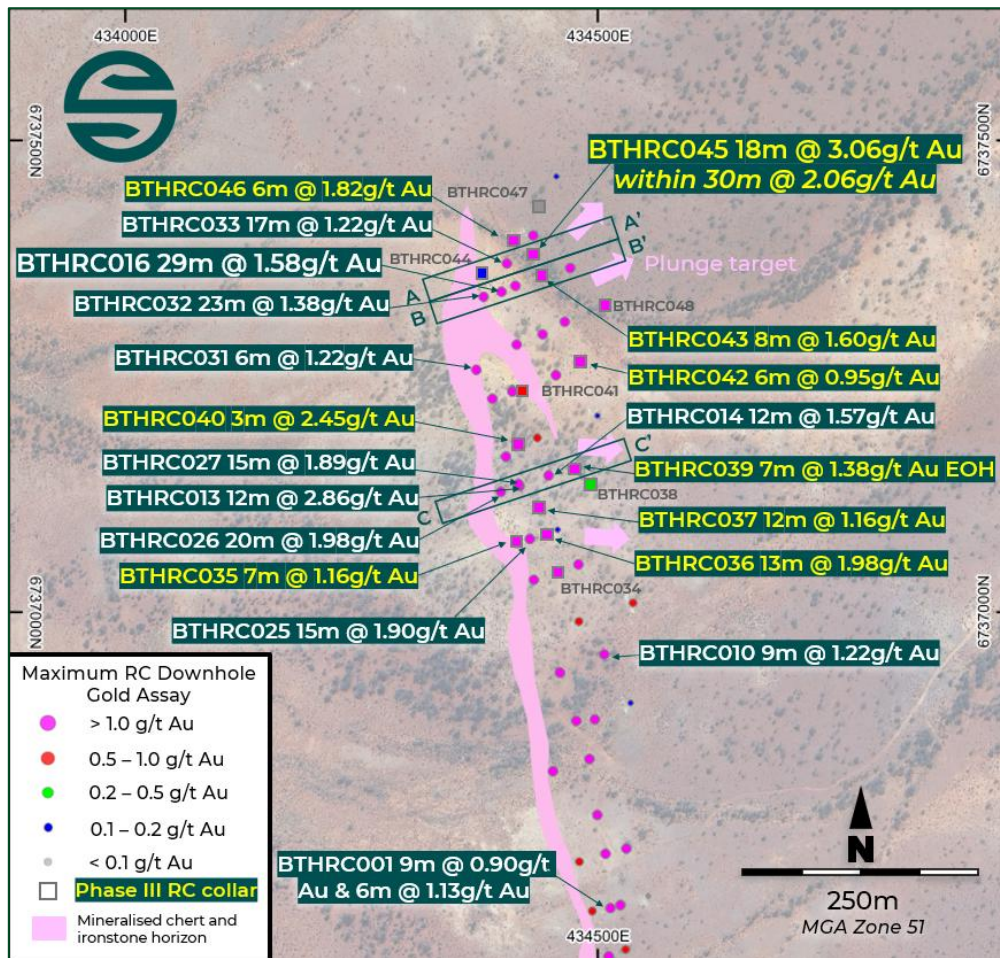 434000E
434500E
6737500N
6737500N
BTHRC045 18m @ 3.06g/t Au
within 30m @ 2.06g/t Au
BTHRC046 6m @ 1.82g/t Au
BTHRC047
BTHRC033 17m @ 1.22g/t Au
A'
B'
BTHRC044
BTHRC016 29m @ 1.58g/t Au
Plunge target
A
BTHRC032 23m @ 1.38g/t Au
B
BTHRC048
BTHRC043 8m @ 1.60g/t Au
BTHRC031 6m @ 1.22g/t Au
BTHRC042 6m @ 0.95g/t Au
BTHRC041
BTHRC040 3m @ 2.45g/t Au
BTHRC014 12m @ 1.57g/t Au
C'
BTHRC027 15m @ 1.89g/t Au
BTHRC039 7m @ 1.38g/t Au EOH
BTHRC013 12m @ 2.86g/t Au
BTHRC038
C
BTHRC037 12m @ 1.16g/t Au
BTHRC026 20m @ 1.98g/t Au
BTHRC035 7m @ 1.16g/t Au
BTHRC036 13m @ 1.98g/t Au
BTHRC034
6737000N
6737000N
BTHRC025 15m @ 1.90g/t Au
BTHRC010 9m @ 1.22g/t Au
Maximum RC Downhole
Gold Assay
> 1.0 g/t Au
0.5 – 1.0 g/t Au
0.2 – 0.5 g/t Au
0.1 – 0.2 g/t Au
< 0.1 g/t Au
Phase III RC collar
Mineralised chert and
ironstone horizon
BTHRC001 9m @ 0.90g/t
Au & 6m @ 1.13g/t Au
N
250m
MGA Zone 51
434500E